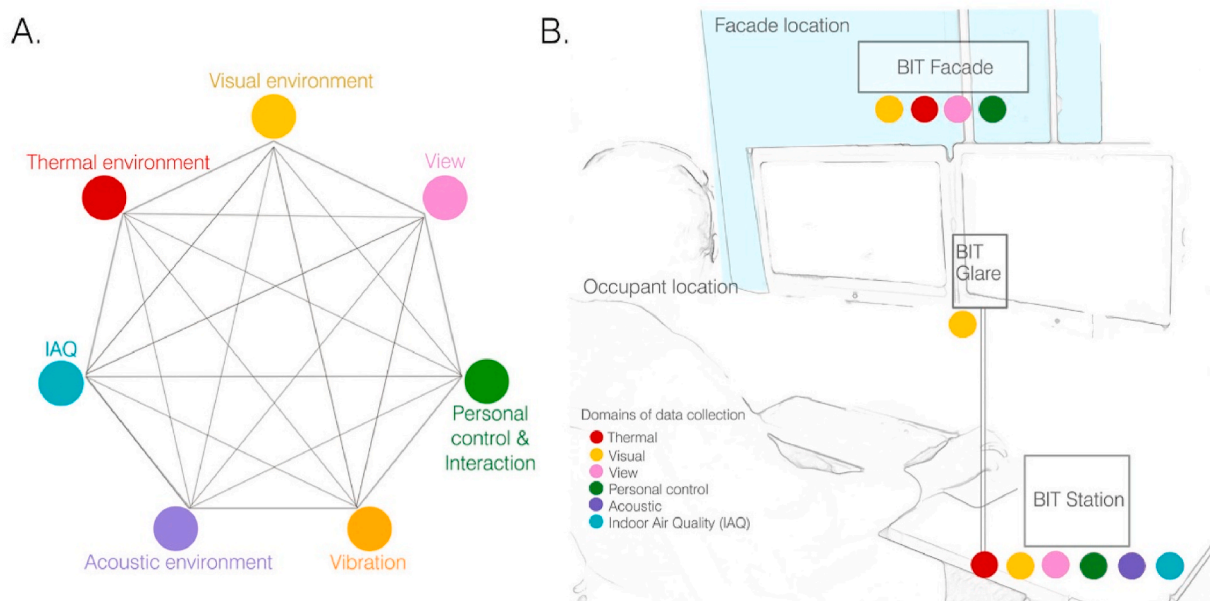 A.
Visual environment
Thermal environment
View
IAQ
Personal
control &
Interaction
Acoustic environment
Vibration
B.
Facade location
BIT Facade
BIT
Glare
Occupant location
Domains of data collection
Thermal
Visual
View
Personal control
Acoustic
Indoor Air Quality (IAQ)
BIT Station